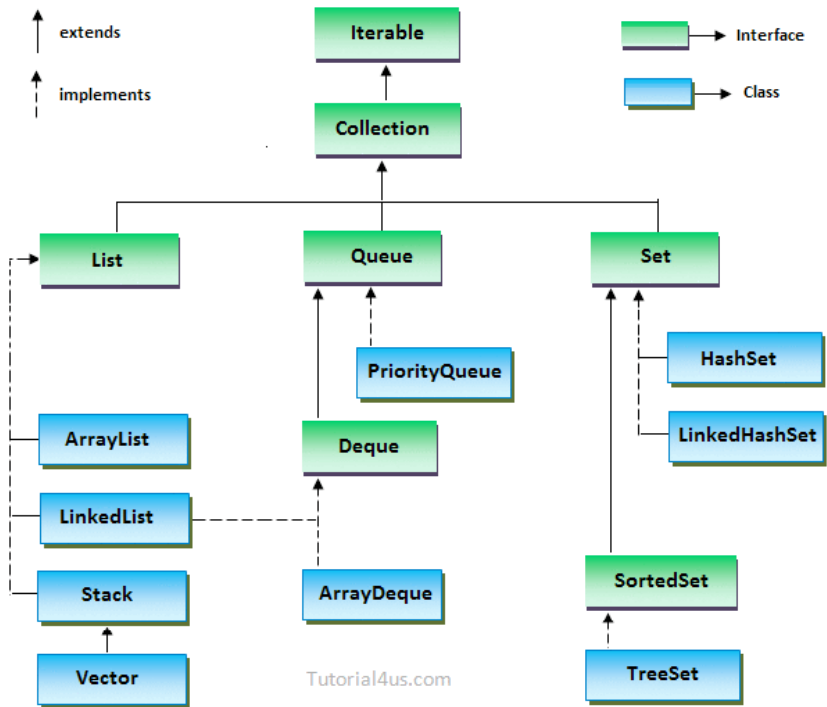 extends
implements
Iterable
Interface
Class
Collection
List
Queue
Set
PriorityQueue
HashSet
ArrayList
Deque
LinkedHashSet
LinkedList
Stack
ArrayDeque
SortedSet
Vector
Tutorial4us.com
TreeSet